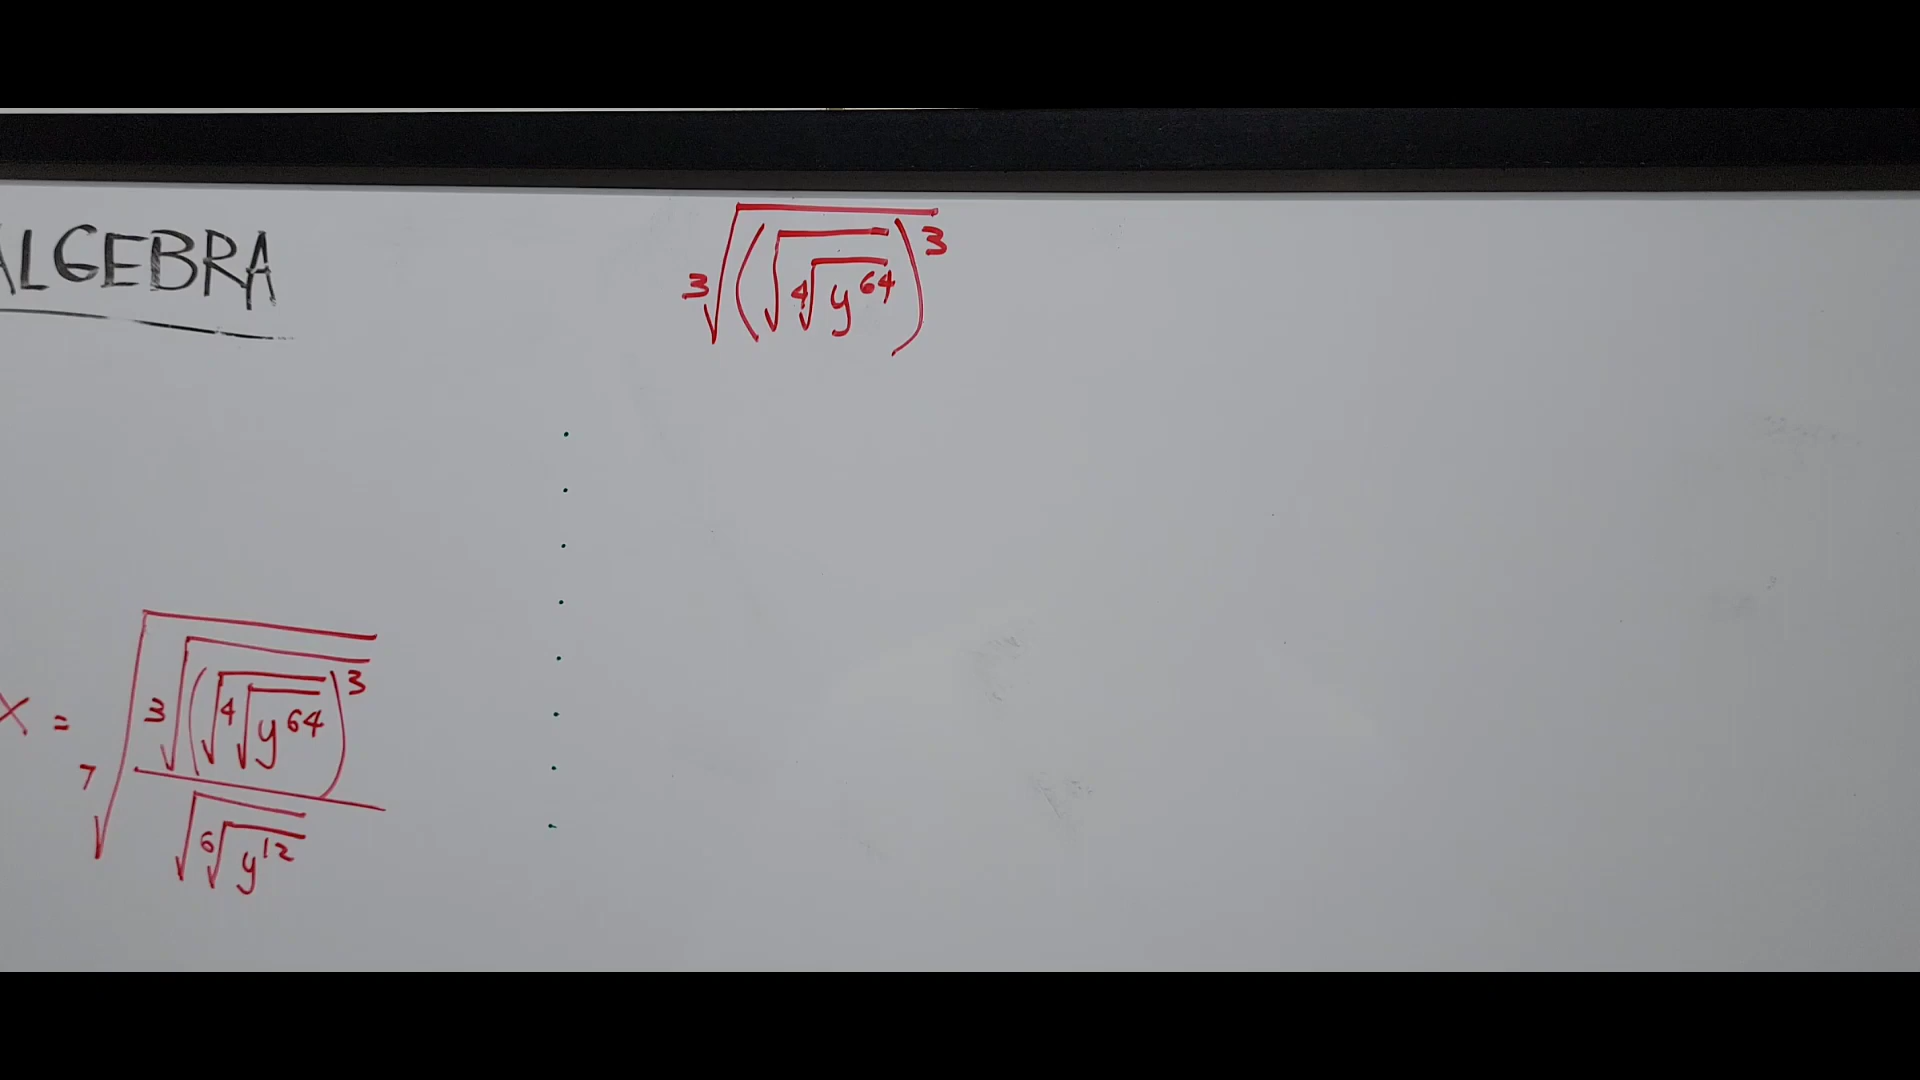 ALGEBRA
∛((√(∜(y^64)))^3)
X = ⁷√( ∛((√(∜(y^64)))^3) / √(⁶√(y^12)) )